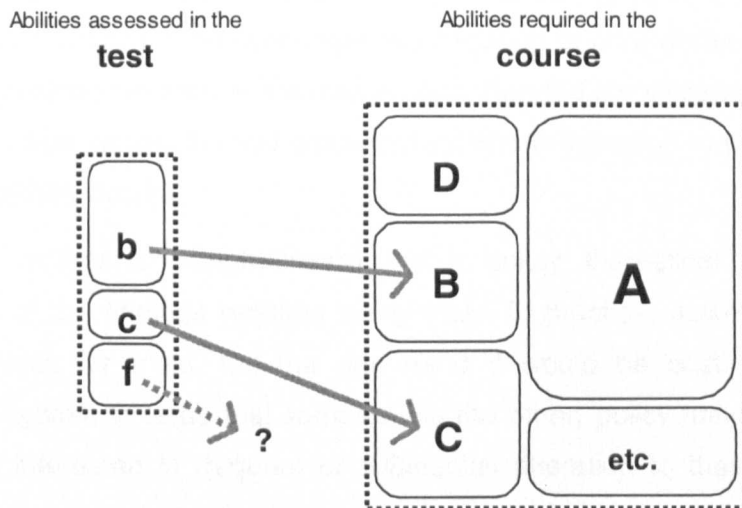 Abilities assessed in the
test
Abilities required in the
course
b
c
f
?
D
B
C
A
etc.